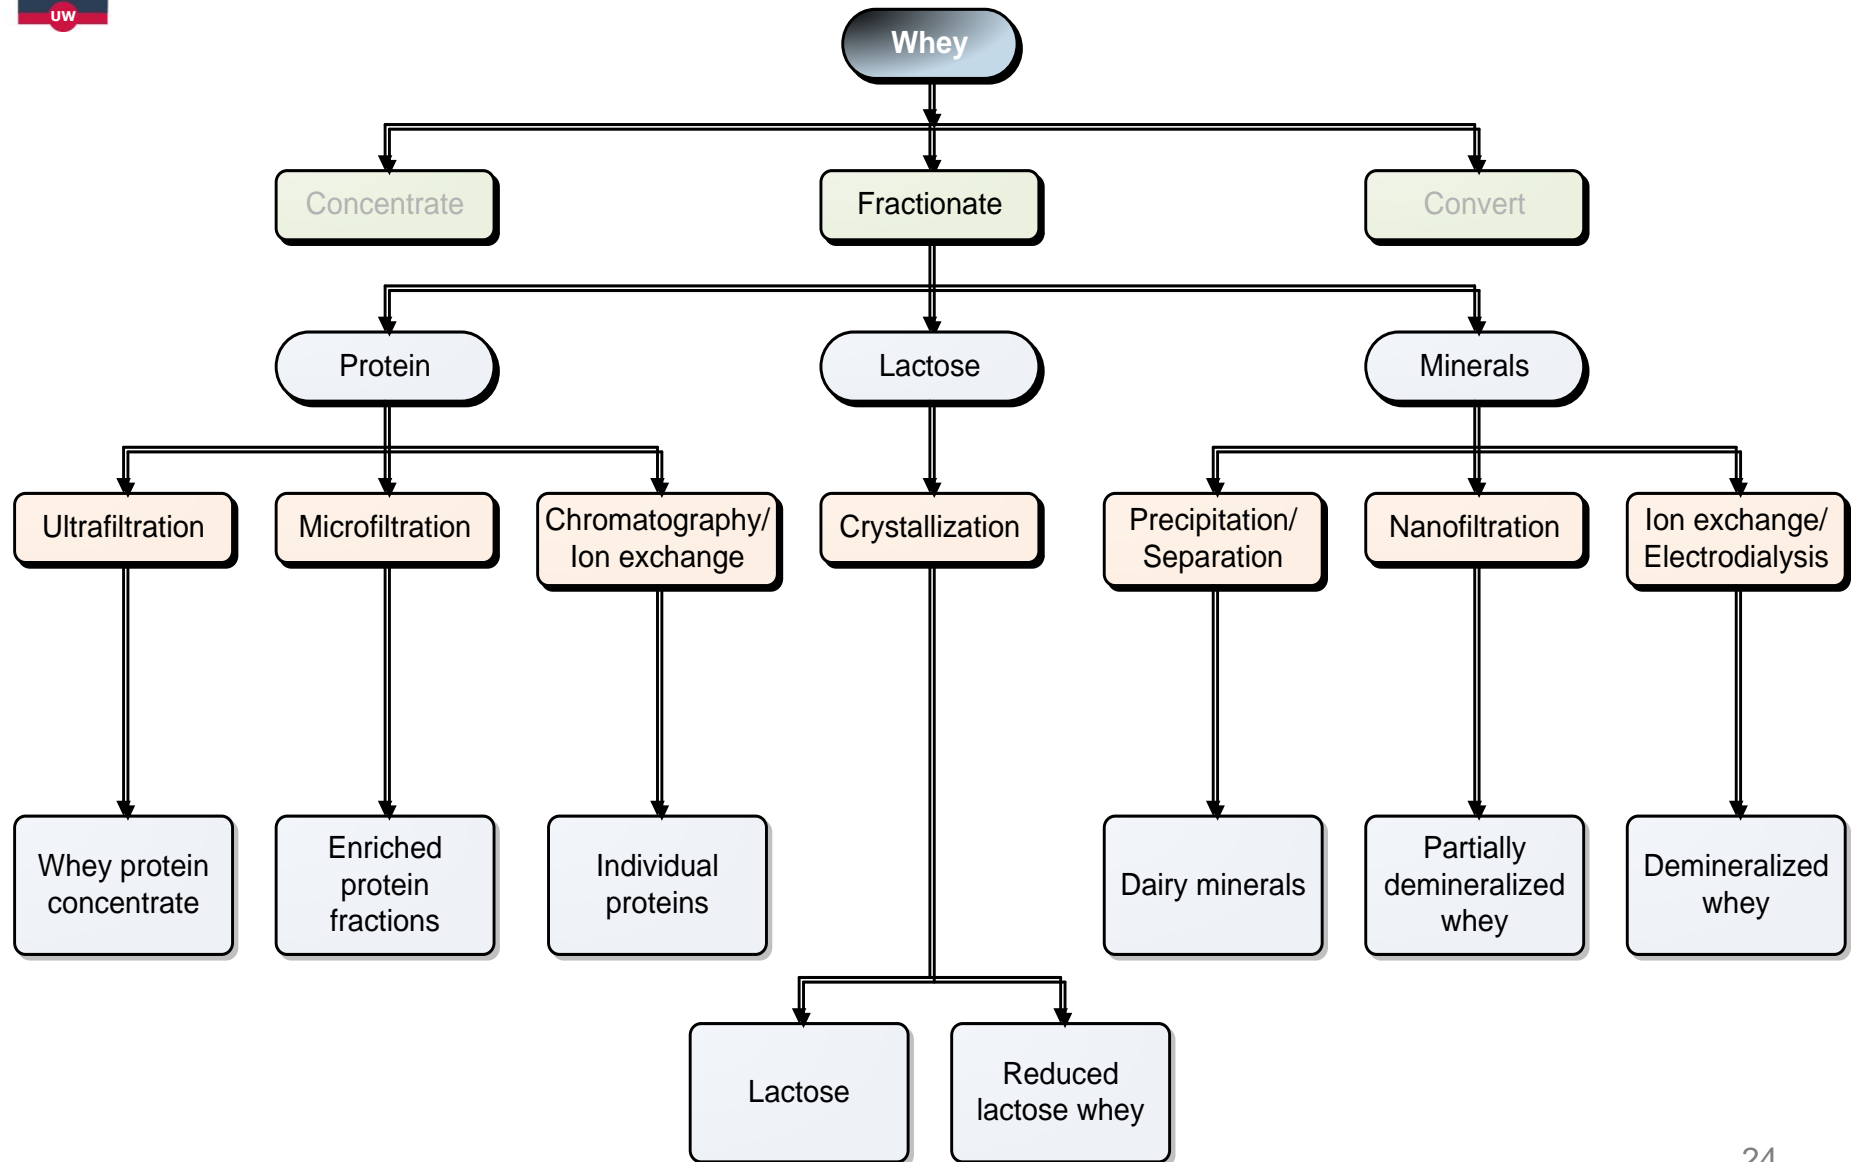 UW
Whey
Concentrate
Fractionate
Convert
Protein
Lactose
Minerals
Ultrafiltration
Microfiltration
Chromatography/
Ion exchange
Crystallization
Precipitation/
Separation
Nanofiltration
Ion exchange/
Electrodialysis
Whey protein
concentrate
Enriched
protein
fractions
Individual
proteins
Dairy minerals
Partially
demineralized
whey
Demineralized
whey
Lactose
Reduced
lactose whey
24